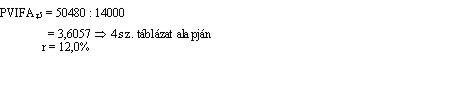 PVIFA r,5 = 50480 : 14000
= 3,6057 ⇒ 4 sz. táblázat alapján
r = 12,0%